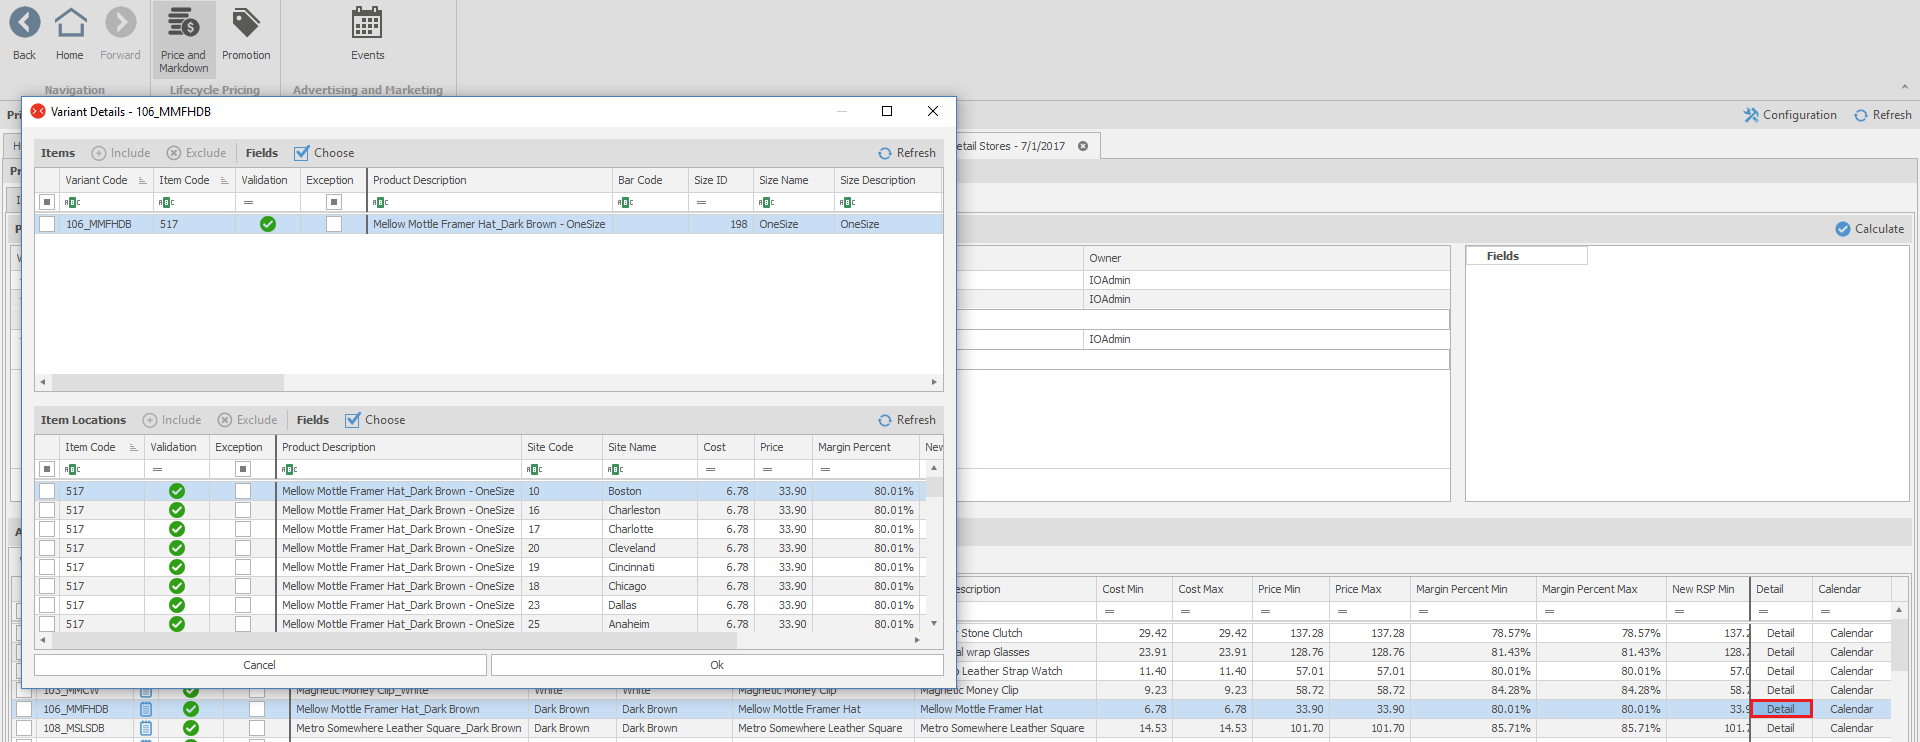 Back Home Forward Price and Markdown Promotion Events
Navigation Lifecycle Pricing Advertising and Marketing
Variant Details - 106_MMFHDB
Configuration Refresh
etail Stores - 7/1/2017
Items Include Exclude Fields Choose Refresh
Variant Code Item Code Validation Exception Product Description Bar Code Size ID Size Name Size Description
106_MMFHDB 517 Mellow Mottle Framer Hat_Dark Brown - OneSize 198 OneSize OneSize
Calculate
Owner
Fields
IOAdmin
IOAdmin
IOAdmin
Item Locations Include Exclude Fields Choose Refresh
Item Code Validation Exception Product Description Site Code Site Name Cost Price Margin Percent New
517 Mellow Mottle Framer Hat_Dark Brown - OneSize 10 Boston 6.78 33.90 80.01%
517 Mellow Mottle Framer Hat_Dark Brown - OneSize 16 Charleston 6.78 33.90 80.01%
517 Mellow Mottle Framer Hat_Dark Brown - OneSize 17 Charlotte 6.78 33.90 80.01%
517 Mellow Mottle Framer Hat_Dark Brown - OneSize 20 Cleveland 6.78 33.90 80.01%
517 Mellow Mottle Framer Hat_Dark Brown - OneSize 19 Cincinnati 6.78 33.90 80.01%
517 Mellow Mottle Framer Hat_Dark Brown - OneSize 18 Chicago 6.78 33.90 80.01%
517 Mellow Mottle Framer Hat_Dark Brown - OneSize 23 Dallas 6.78 33.90 80.01%
517 Mellow Mottle Framer Hat_Dark Brown - OneSize 25 Anaheim 6.78 33.90 80.01%
Cancel Ok
escription Cost Min Cost Max Price Min Price Max Margin Percent Min Margin Percent Max New RSP Min Detail Calendar
r Stone Clutch 29.42 29.42 137.28 137.28 78.57% 78.57% 137.2 Detail Calendar
al wrap Glasses 23.91 23.91 128.76 128.76 81.43% 81.43% 128.7 Detail Calendar
o Leather Strap Watch 11.40 11.40 57.01 57.01 80.01% 80.01% 57.0 Detail Calendar
103_MMCW Magnetic Money Clip_White White White Magnetic Money Clip Magnetic Money Clip 9.23 9.23 58.72 58.72 84.28% 84.28% 58.7 Detail Calendar
106_MMFHDB Mellow Mottle Framer Hat_Dark Brown Dark Brown Dark Brown Mellow Mottle Framer Hat Mellow Mottle Framer Hat 6.78 6.78 33.90 33.90 80.01% 80.01% 33.9 Detail Calendar
108_MSLSDB Metro Somewhere Leather Square_Dark Brown Dark Brown Dark Brown Metro Somewhere Leather Square Metro Somewhere Leather Square 14.53 14.53 101.70 101.70 85.71% 85.71% 101.7 Detail Calendar